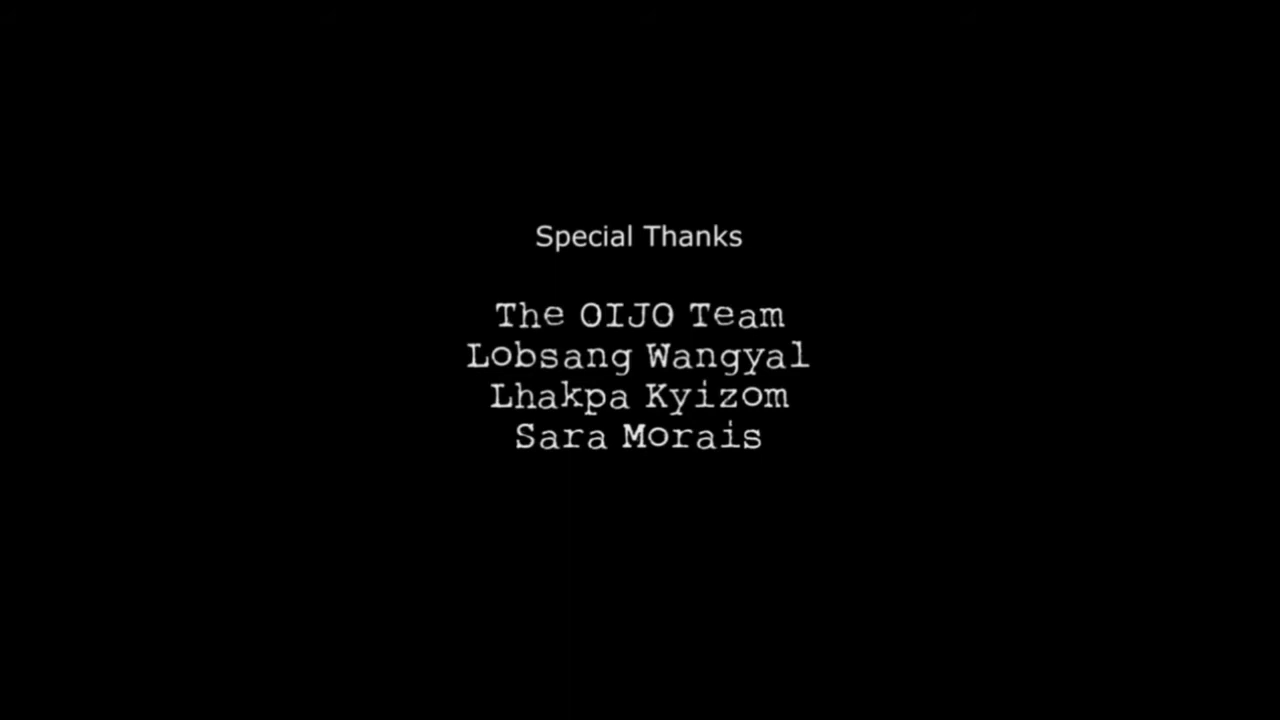 Special Thanks
The OIJO Team
Lobsang Wangyal
Lhakpa Kyizom
Sara Morais